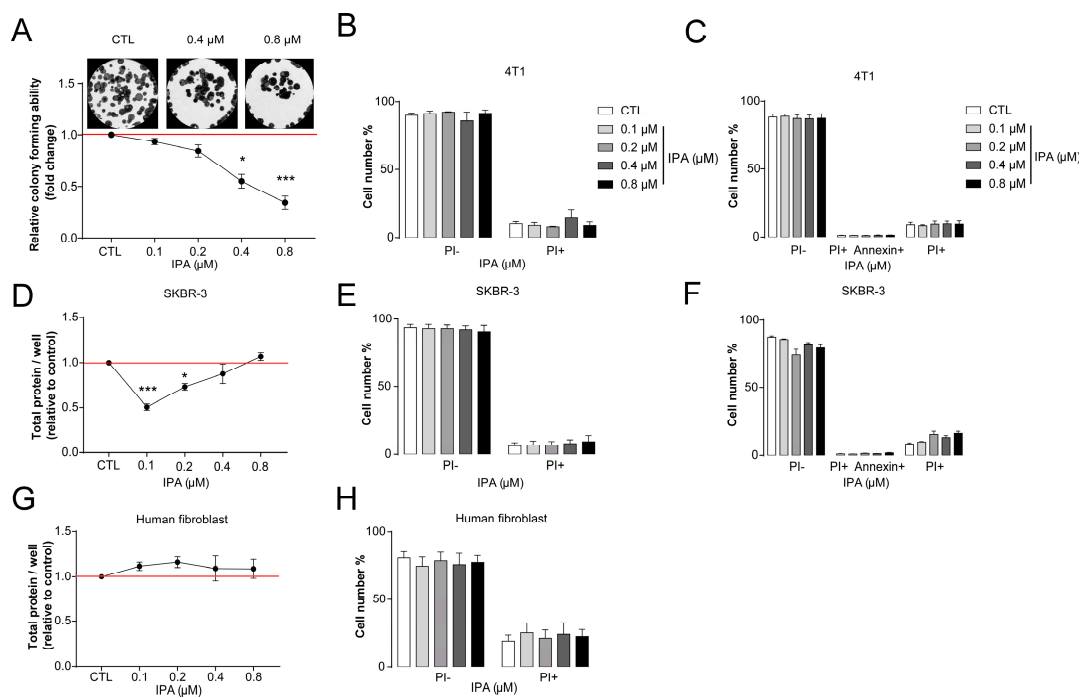 A
CTL 0.4 µM 0.8 µM
Relative colony forming ability
(fold change)
1.5
1.0
0.5
0.0
*
***
CTL 0.1 0.2 0.4 0.8
IPA (µM)
B
4T1
Cell number %
100
50
0
PI- PI+
IPA (µM)
CTL
0.1 µM
0.2 µM
0.4 µM
0.8 µM
IPA (µM)
C
4T1
Cell number %
100
50
0
PI- PI+ Annexin+ PI+
IPA (µM)
CTL
0.1 µM
0.2 µM
0.4 µM
0.8 µM
IPA (µM)
D
SKBR-3
Total protein / well
(relative to control)
1.5
1.0
0.5
0.0
***
*
CTL 0.1 0.2 0.4 0.8
IPA (µM)
E
SKBR-3
Cell number %
100
50
0
PI- PI+
IPA (µM)
F
SKBR-3
Cell number %
100
50
0
PI- PI+ Annexin+ PI+
IPA (µM)
G
Human fibroblast
Total protein / well
(relative to control)
1.5
1.0
0.5
0.0
CTL 0.1 0.2 0.4 0.8
IPA (µM)
H
Human fibroblast
Cell number %
100
50
0
PI- PI+
IPA (µM)